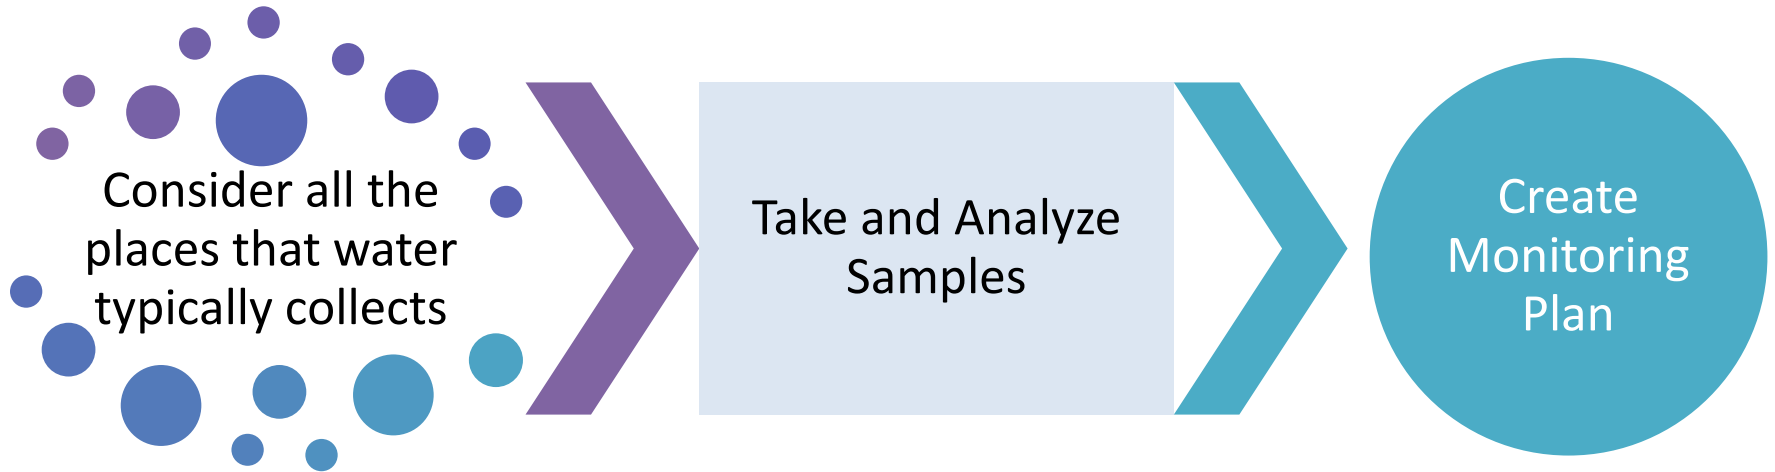 Consider all the
places that water
typically collects
Take and Analyze
Samples
Create
Monitoring
Plan